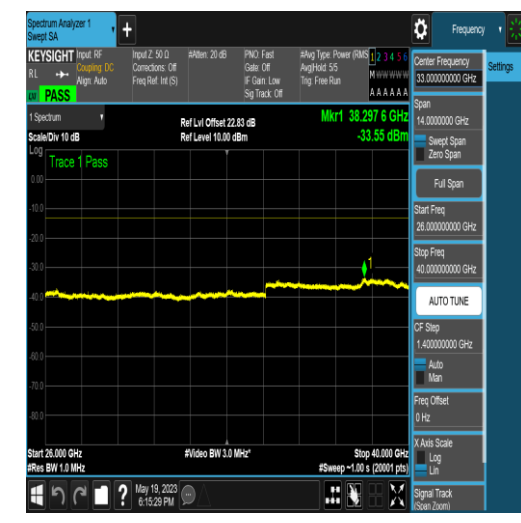 Spectrum Analyzer 1
Swept SA
Frequency
KEYSIGHT
RL
PASS
Input: RF
Coupling: DC
Align: Auto
Input Z: 50 Ω
Corrections: Off
Freq Ref: Int (S)
#Atten: 20 dB
PNO: Fast
Gate: Off
IF Gain: Low
Sig Track: Off
#Avg Type: Power (RMS
Avg|Hold: 5/5
Trig: Free Run
1 2 3 4 5 6
M W W W W W
A A A A A A
1 Spectrum
Scale/Div 10 dB
Ref Lvl Offset 22.83 dB
Ref Level 10.00 dBm
Mkr1 38.297 6 GHz
-33.55 dBm
Log
Trace 1 Pass
0.00
-10.0
-20.0
-30.0
-40.0
-50.0
-60.0
-70.0
-80.0
1
Start 26.000 GHz
#Res BW 1.0 MHz
#Video BW 3.0 MHz*
Stop 40.000 GHz
#Sweep ~1.00 s (20001 pts)
?
May 19, 2023
6:15:29 PM
Center Frequency
33.000000000 GHz
Settings
Span
14.0000000 GHz
Swept Span
Zero Span
Full Span
Start Freq
26.000000000 GHz
Stop Freq
40.000000000 GHz
AUTO TUNE
CF Step
1.400000000 GHz
Auto
Man
Freq Offset
0 Hz
X Axis Scale
Log
Lin
Signal Track
(Span Zoom)